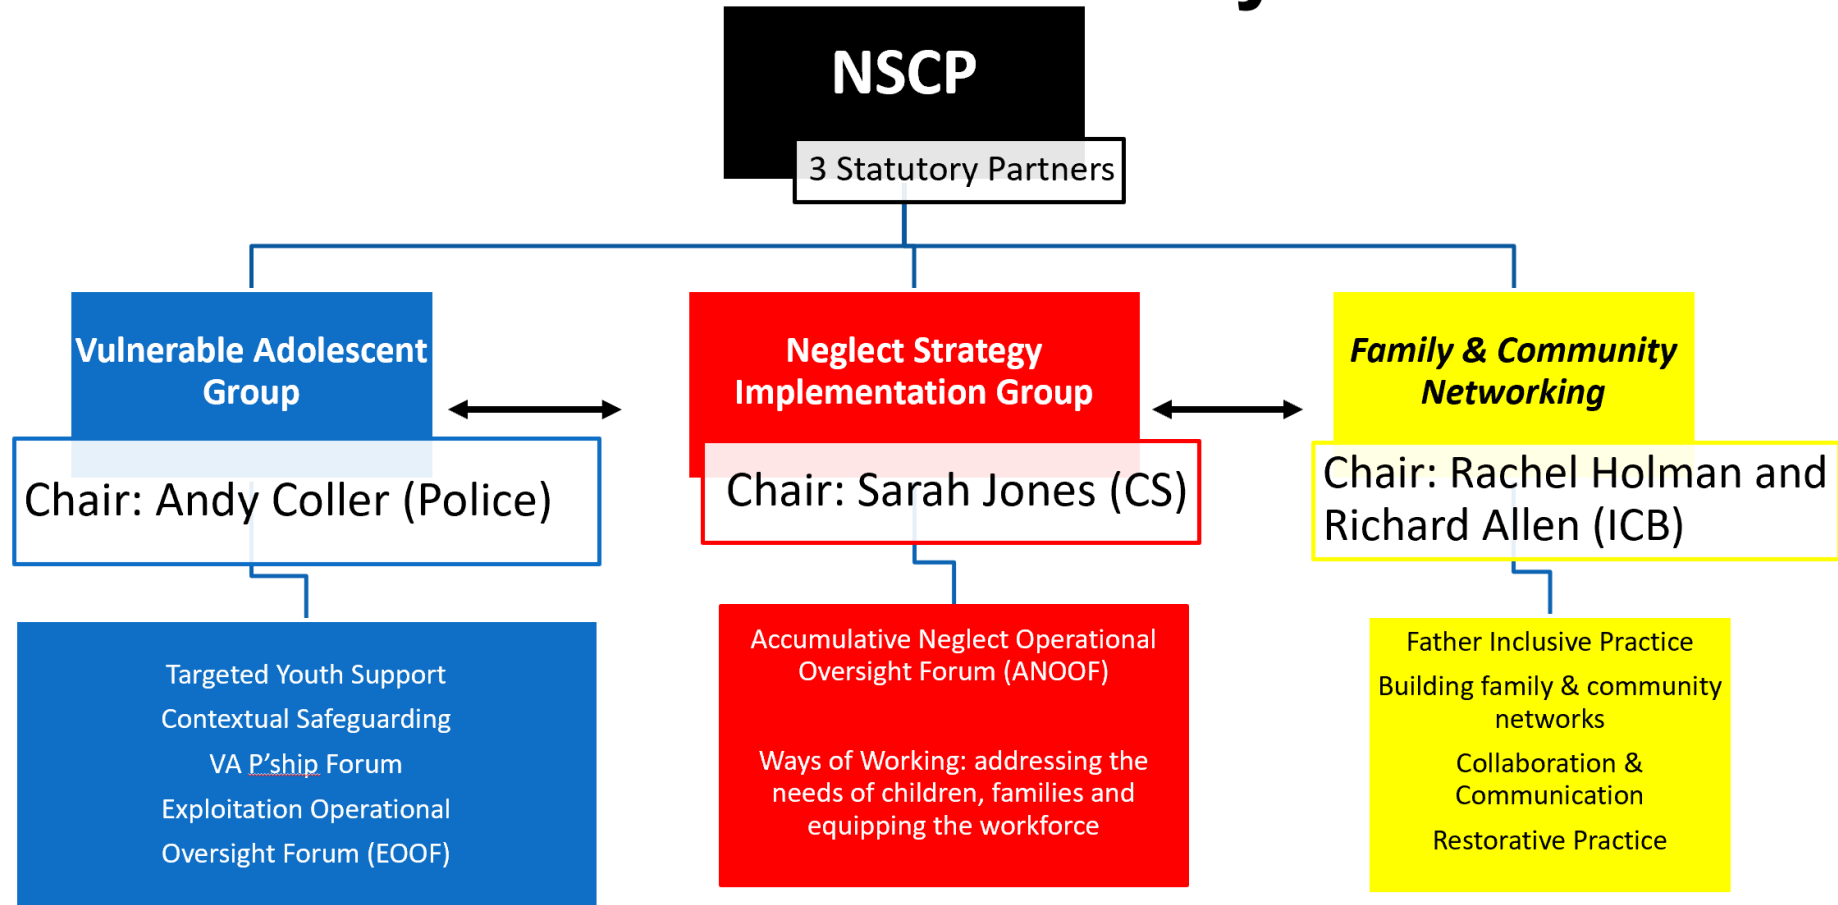 NSCP
3 Statutory Partners
Vulnerable Adolescent
Group
Chair: Andy Coller (Police)
Targeted Youth Support
Contextual Safeguarding
VA P'ship Forum
Exploitation Operational
Oversight Forum (EOOF)
Neglect Strategy
Implementation Group
Chair: Sarah Jones (CS)
Accumulative Neglect Operational
Oversight Forum (ANOOF)
Ways of Working: addressing the
needs of children, families and
equipping the workforce
Family & Community
Networking
Chair: Rachel Holman and
Richard Allen (ICB)
Father Inclusive Practice
Building family & community
networks
Collaboration &
Communication
Restorative Practice